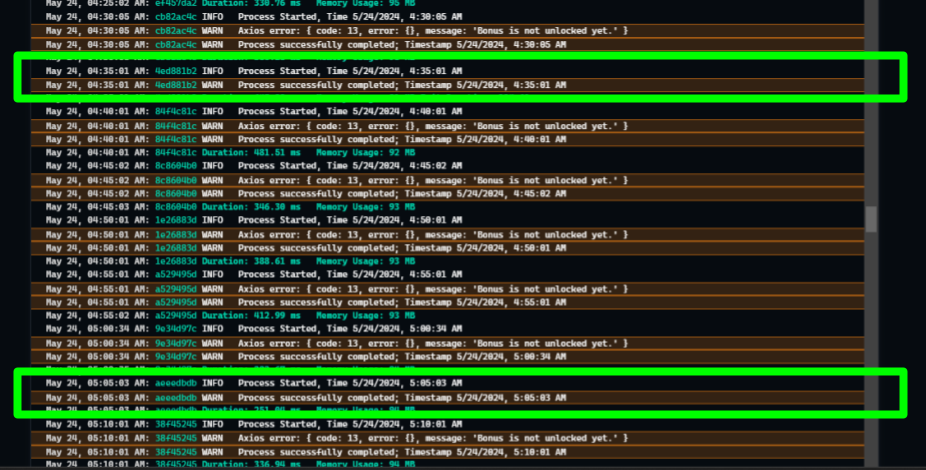 May 24, 04:25:02 AM: ef457da2 Duration: 330.76 ms Memory Usage: 95 MB
May 24, 04:30:05 AM: cb82ac4c INFO Process Started, Time 5/24/2024, 4:30:05 AM
May 24, 04:30:05 AM: cb82ac4c WARN Axios error: { code: 13, error: {}, message: 'Bonus is not unlocked yet.' }
May 24, 04:30:05 AM: cb82ac4c WARN Process successfully completed; Timestamp 5/24/2024, 4:30:05 AM
May 24, 04:35:01 AM: 4ed881b2 INFO Process Started, Time 5/24/2024, 4:35:01 AM
May 24, 04:35:01 AM: 4ed881b2 WARN Process successfully completed; Timestamp 5/24/2024, 4:35:01 AM
May 24, 04:40:01 AM: 84f4c81c INFO Process Started, Time 5/24/2024, 4:40:01 AM
May 24, 04:40:01 AM: 84f4c81c WARN Axios error: { code: 13, error: {}, message: 'Bonus is not unlocked yet.' }
May 24, 04:40:01 AM: 84f4c81c WARN Process successfully completed; Timestamp 5/24/2024, 4:40:01 AM
May 24, 04:40:01 AM: 84f4c81c Duration: 481.51 ms Memory Usage: 92 MB
May 24, 04:45:02 AM: 8c8604b0 INFO Process Started, Time 5/24/2024, 4:45:02 AM
May 24, 04:45:02 AM: 8c8604b0 WARN Axios error: { code: 13, error: {}, message: 'Bonus is not unlocked yet.' }
May 24, 04:45:02 AM: 8c8604b0 WARN Process successfully completed; Timestamp 5/24/2024, 4:45:02 AM
May 24, 04:45:03 AM: 8c8604b0 Duration: 346.30 ms Memory Usage: 93 MB
May 24, 04:50:01 AM: 1e26883d INFO Process Started, Time 5/24/2024, 4:50:01 AM
May 24, 04:50:01 AM: 1e26883d WARN Axios error: { code: 13, error: {}, message: 'Bonus is not unlocked yet.' }
May 24, 04:50:01 AM: 1e26883d WARN Process successfully completed; Timestamp 5/24/2024, 4:50:01 AM
May 24, 04:50:01 AM: 1e26883d Duration: 388.61 ms Memory Usage: 93 MB
May 24, 04:55:01 AM: a529495d INFO Process Started, Time 5/24/2024, 4:55:01 AM
May 24, 04:55:01 AM: a529495d WARN Axios error: { code: 13, error: {}, message: 'Bonus is not unlocked yet.' }
May 24, 04:55:01 AM: a529495d WARN Process successfully completed; Timestamp 5/24/2024, 4:55:01 AM
May 24, 04:55:02 AM: a529495d Duration: 412.99 ms Memory Usage: 93 MB
May 24, 05:00:34 AM: 9e34d97c INFO Process Started, Time 5/24/2024, 5:00:34 AM
May 24, 05:00:34 AM: 9e34d97c WARN Axios error: { code: 13, error: {}, message: 'Bonus is not unlocked yet.' }
May 24, 05:00:34 AM: 9e34d97c WARN Process successfully completed; Timestamp 5/24/2024, 5:00:34 AM
May 24, 05:05:03 AM: aeeedbdb INFO Process Started, Time 5/24/2024, 5:05:03 AM
May 24, 05:05:03 AM: aeeedbdb WARN Process successfully completed; Timestamp 5/24/2024, 5:05:03 AM
May 24, 05:10:01 AM: 38f45245 INFO Process Started, Time 5/24/2024, 5:10:01 AM
May 24, 05:10:01 AM: 38f45245 WARN Axios error: { code: 13, error: {}, message: 'Bonus is not unlocked yet.' }
May 24, 05:10:01 AM: 38f45245 WARN Process successfully completed; Timestamp 5/24/2024, 5:10:01 AM
May 24, 05:10:01 AM: 38f45245 Duration: 336.94 ms Memory Usage: 94 MB